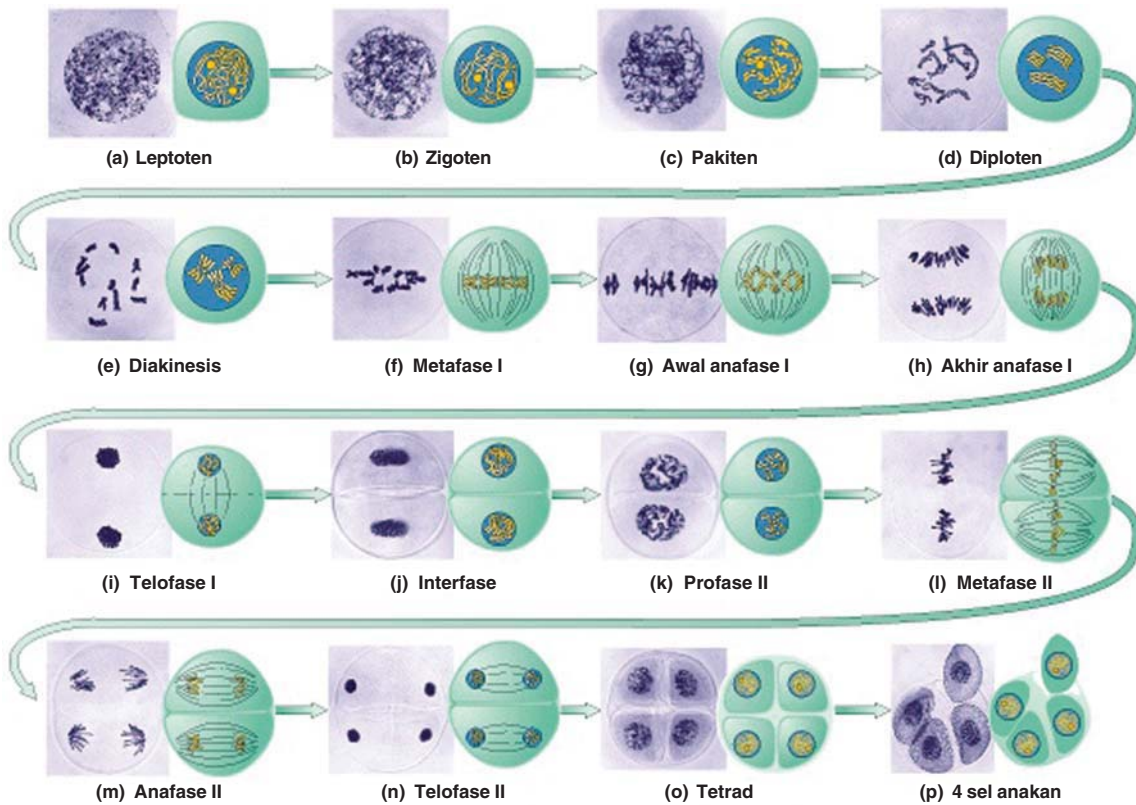 (a) Leptoten
(b) Zigoten
(c) Pakiten
(d) Diploten
(e) Diakinesis
(f) Metafase I
(g) Awal anafase I
(h) Akhir anafase I
(i) Telofase I
(j) Interfase
(k) Profase II
(l) Metafase II
(m) Anafase II
(n) Telofase II
(o) Tetrad
(p) 4 sel anakan